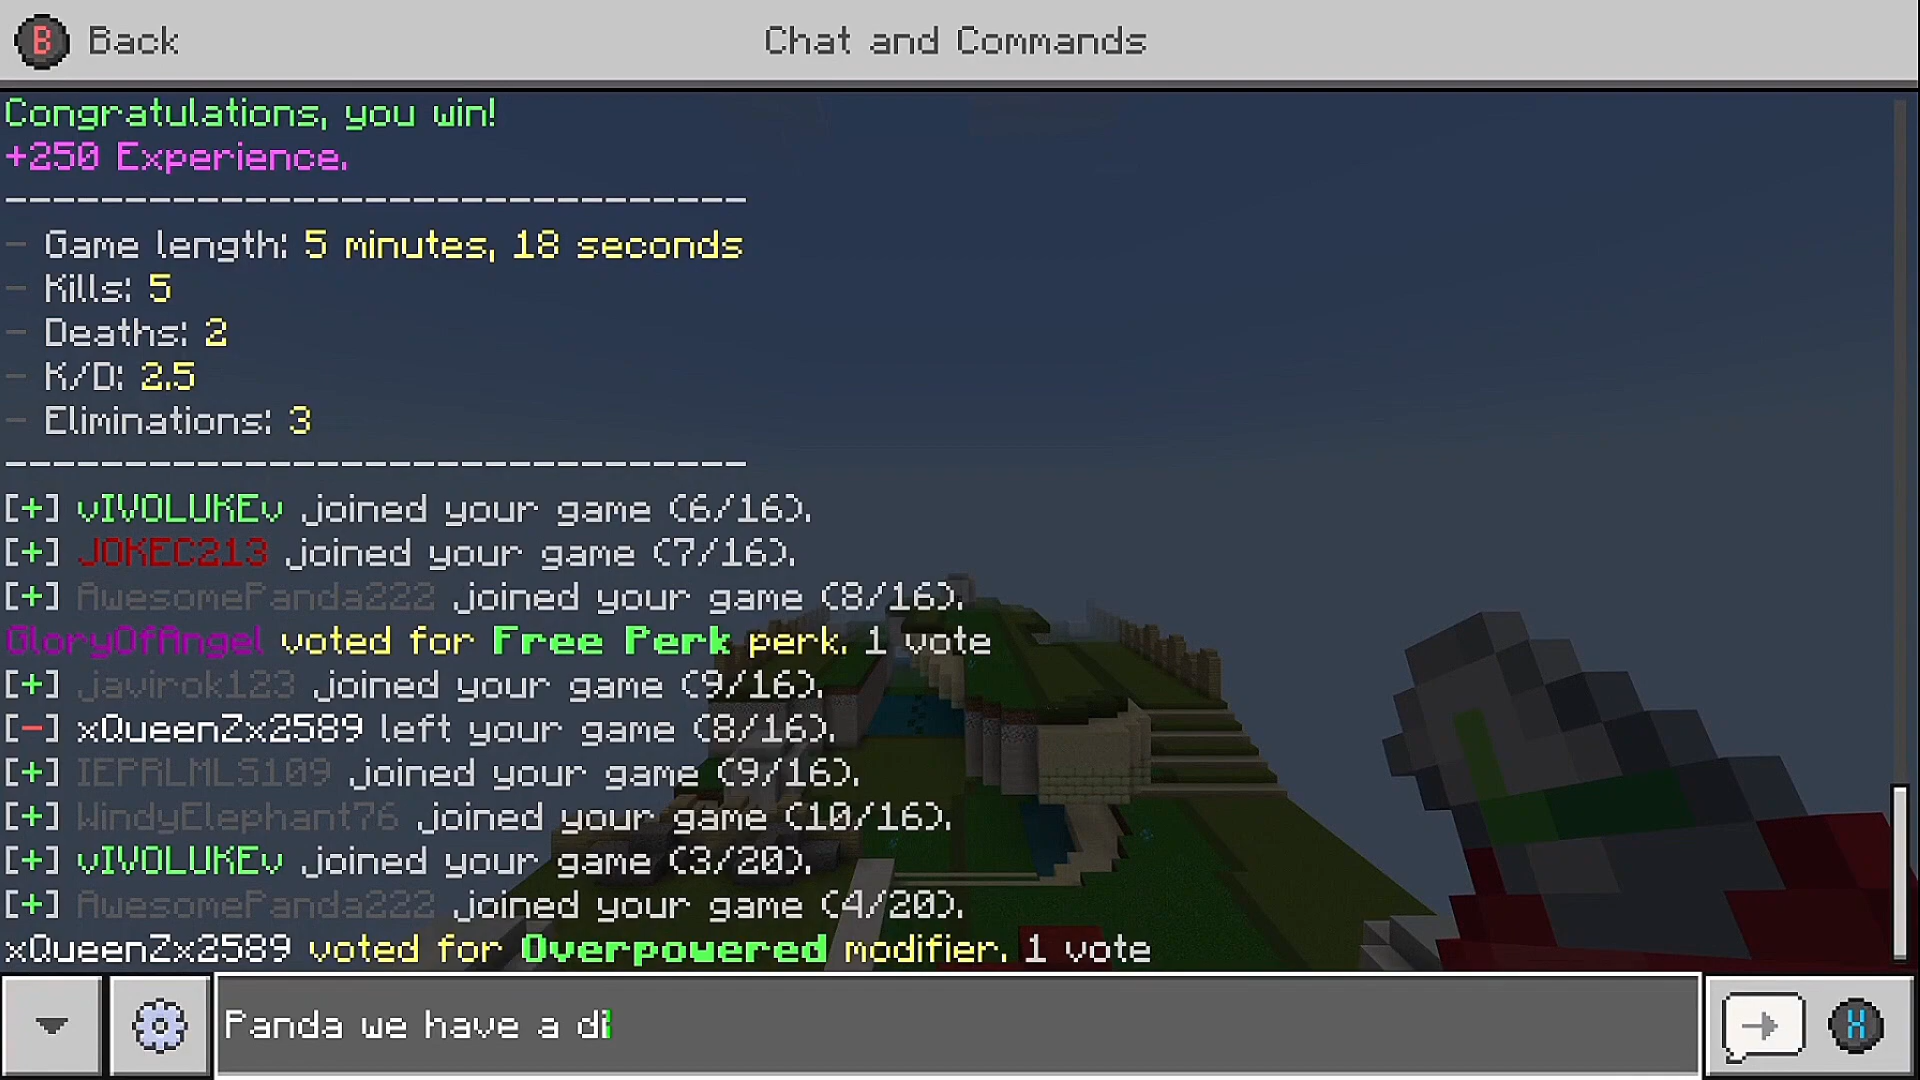 B Back
Chat and Commands
Congratulations, you win!
+250 Experience.
--------------------------------
- Game length: 5 minutes, 18 seconds
- Kills: 5
- Deaths: 2
- K/D: 2.5
- Eliminations: 3
--------------------------------
[+] vIVOLUKEv joined your game (6/16).
[+] JOKEC213 joined your game (7/16).
[+] AwesomePanda222 joined your game (8/16).
GloryOfAngel voted for Free Perk perk. 1 vote
[+] javirok123 joined your game (9/16).
[-] xQueenZx2589 left your game (8/16).
[+] IEPRLMLS109 joined your game (9/16).
[+] WindyElephant76 joined your game (10/16).
[+] vIVOLUKEv joined your game (3/20).
[+] AwesomePanda222 joined your game (4/20).
xQueenZx2589 voted for Overpowered modifier. 1 vote
Panda we have a di
X